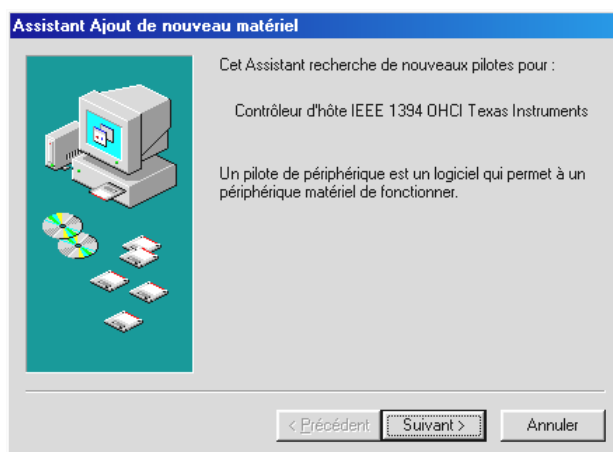 Assistant Ajout de nouveau matériel
Cet Assistant recherche de nouveaux pilotes pour :
Contrôleur d'hôte IEEE 1394 OHCI Texas Instruments
Un pilote de périphérique est un logiciel qui permet à un
périphérique matériel de fonctionner.
< Précédent
Suivant >
Annuler